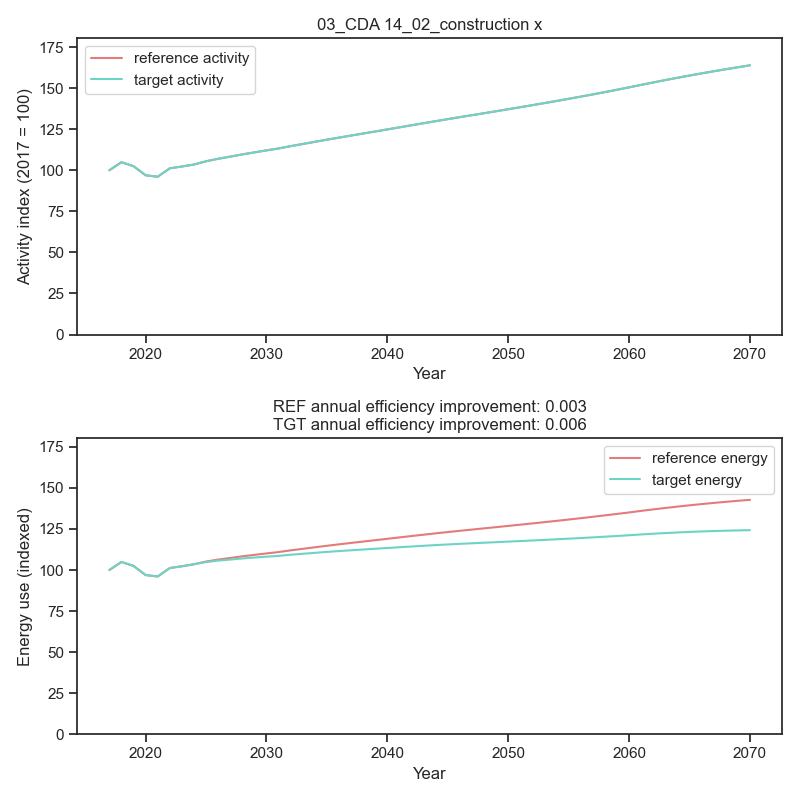 03_CDA 14_02_construction x
175
150
125
100
75
50
25
0
Activity index (2017 = 100)
reference activity
target activity
2020 2030 2040 2050 2060 2070
Year
REF annual efficiency improvement: 0.003
TGT annual efficiency improvement: 0.006
175
150
125
100
75
50
25
0
Energy use (indexed)
reference energy
target energy
2020 2030 2040 2050 2060 2070
Year